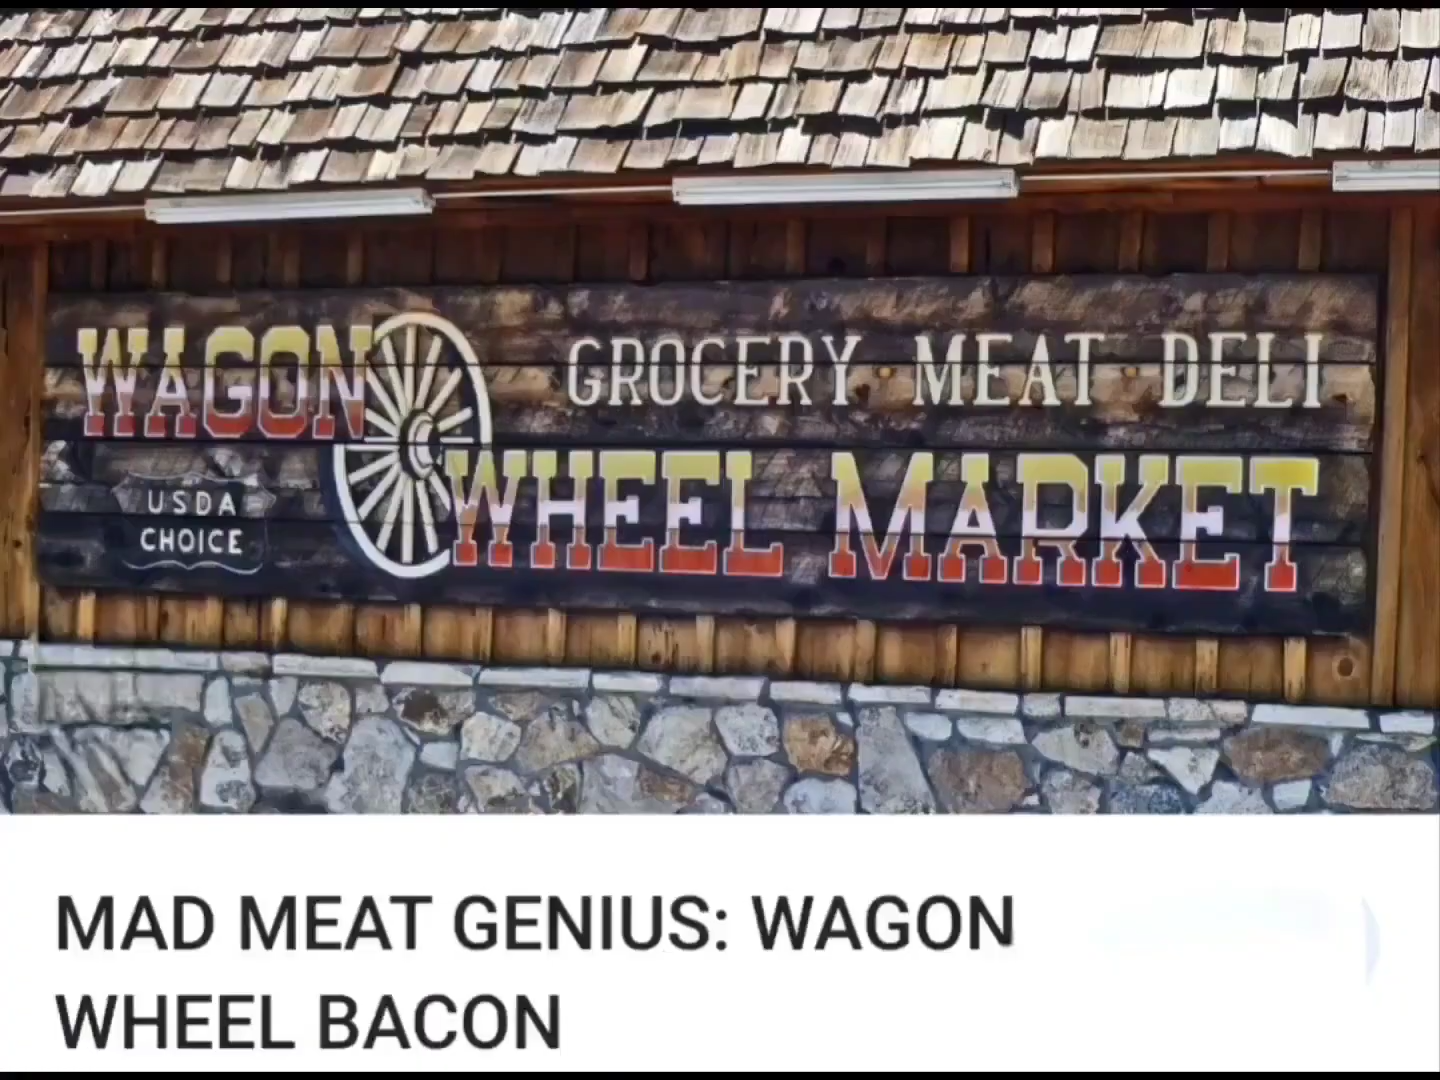 WAGON
GROCERY MEAT DELI
WHEEL MARKET
USDA
CHOICE
MAD MEAT GENIUS: WAGON
WHEEL BACON